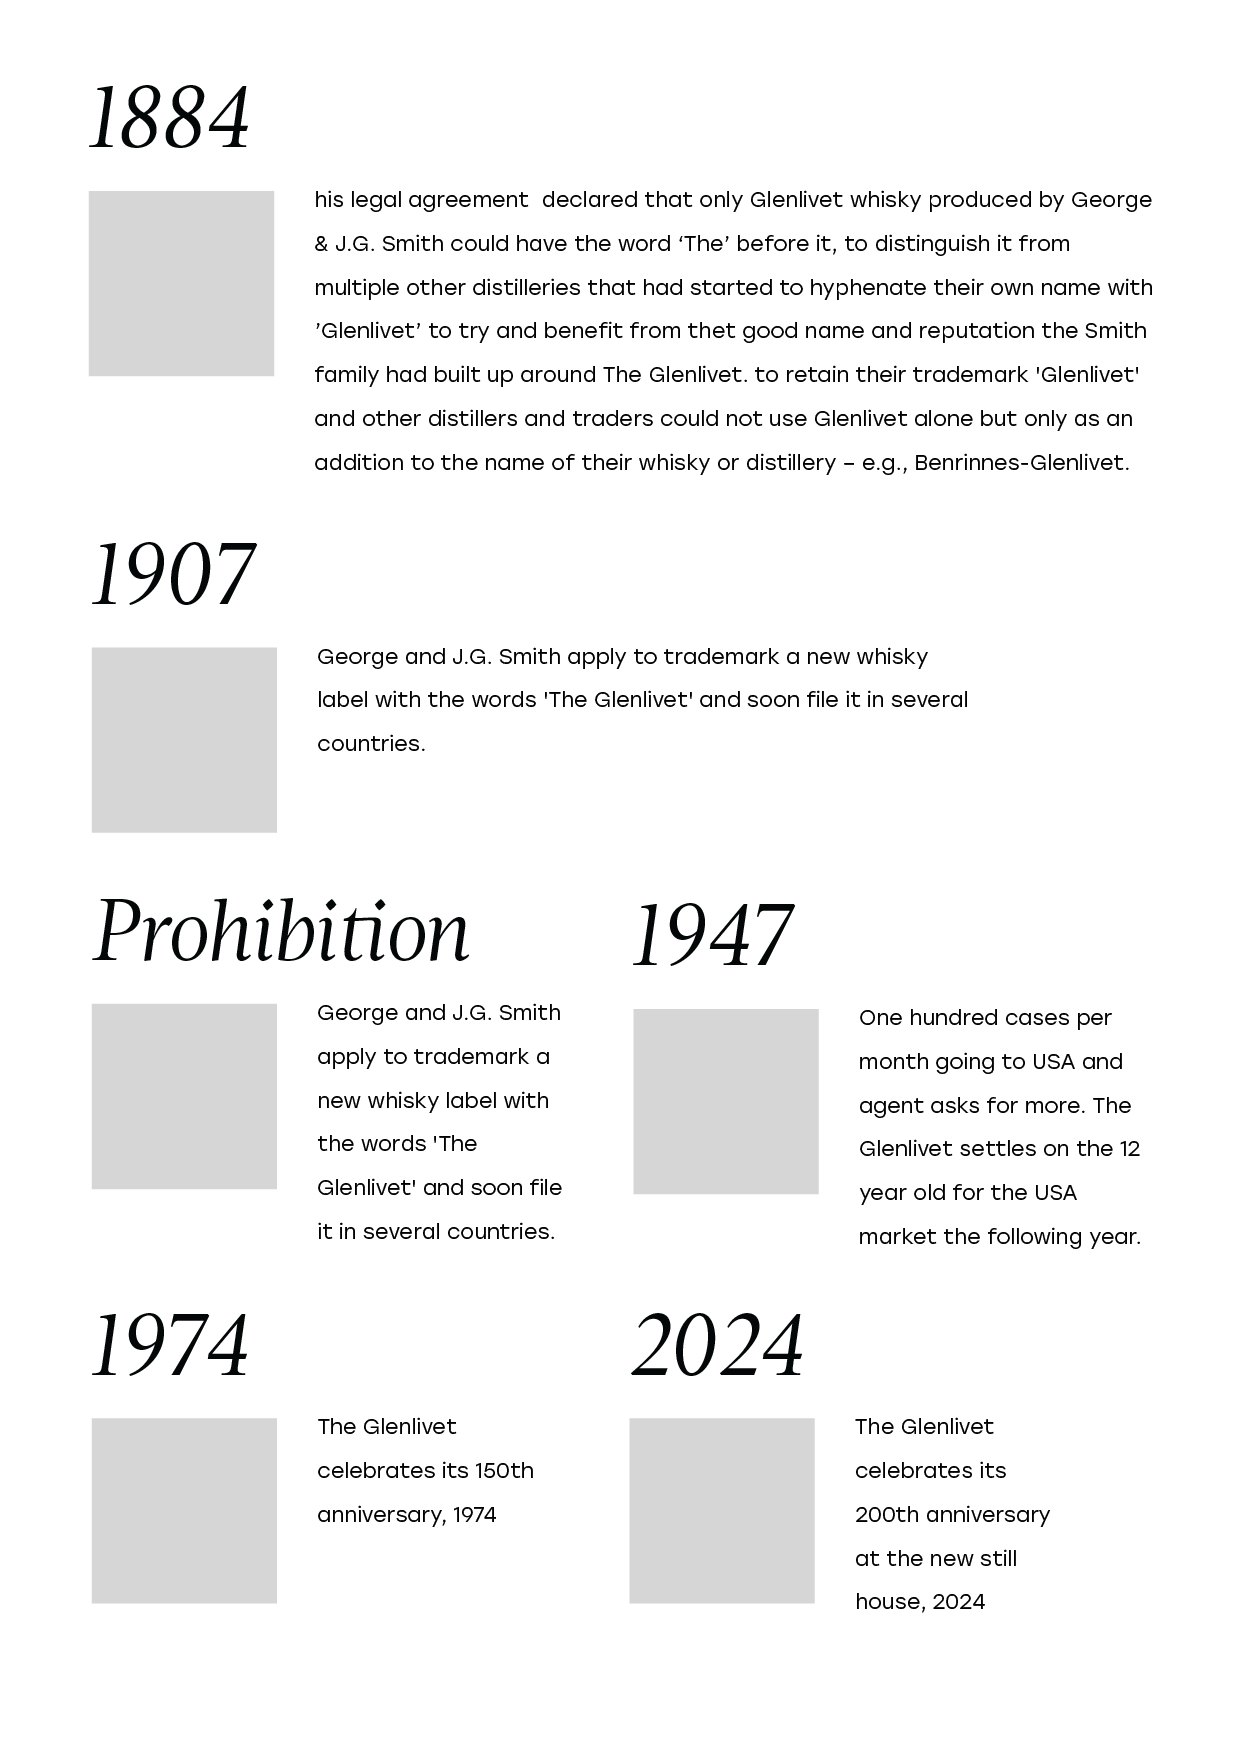 1884
his legal agreement  declared that only Glenlivet whisky produced by George
& J.G. Smith could have the word ‘The’ before it, to distinguish it from
multiple other distilleries that had started to hyphenate their own name with
’Glenlivet’ to try and benefit from thet good name and reputation the Smith
family had built up around The Glenlivet. to retain their trademark 'Glenlivet'
and other distillers and traders could not use Glenlivet alone but only as an
addition to the name of their whisky or distillery – e.g., Benrinnes-Glenlivet.
1907
George and J.G. Smith apply to trademark a new whisky
label with the words 'The Glenlivet' and soon file it in several
countries.
Prohibition
George and J.G. Smith
apply to trademark a
new whisky label with
the words 'The
Glenlivet' and soon file
it in several countries.
1947
One hundred cases per
month going to USA and
agent asks for more. The
Glenlivet settles on the 12
year old for the USA
market the following year.
1974
The Glenlivet
celebrates its 150th
anniversary, 1974
2024
The Glenlivet
celebrates its
200th anniversary
at the new still
house, 2024